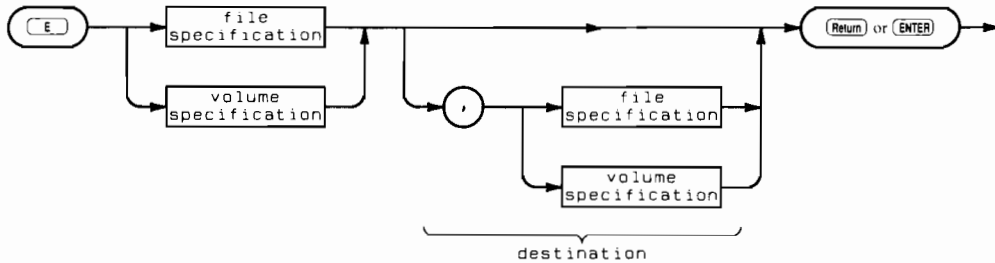 E
file
specification
Return or ENTER
volume
specification
,
file
specification
volume
specification
destination